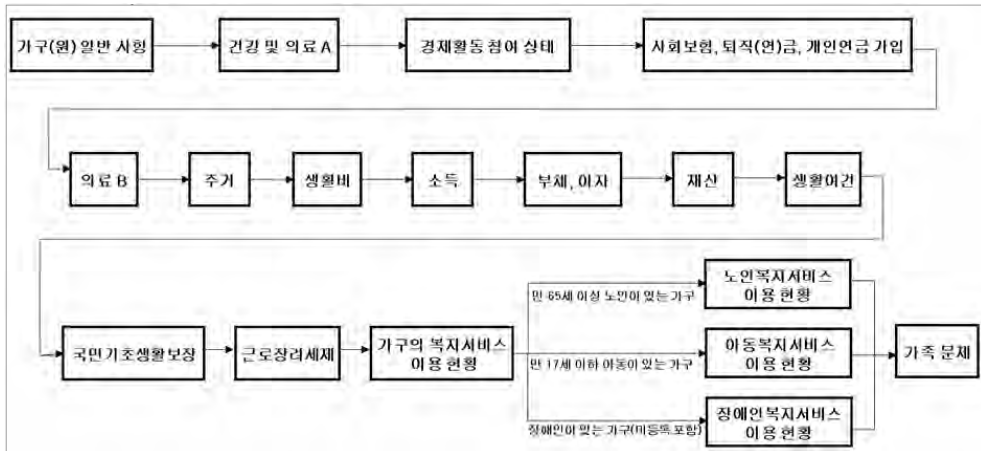 가구(원) 일반 사항
건강 및 의료 A
경제활동 참여 상태
사회보험, 퇴직(연)금, 개인연금 가입
의료 B
주거
생활비
소득
부채, 이자
재산
생활여건
국민기초생활보장
근로장려세제
가구의 복지서비스
이용 현황
만 65세 이상 노인이 있는 가구
노인복지서비스
이용 현황
만 17세 이하 아동이 있는 가구
아동복지서비스
이용 현황
장애인이 있는 가구(미등록 포함)
장애인복지서비스
이용 현황
가족 문제